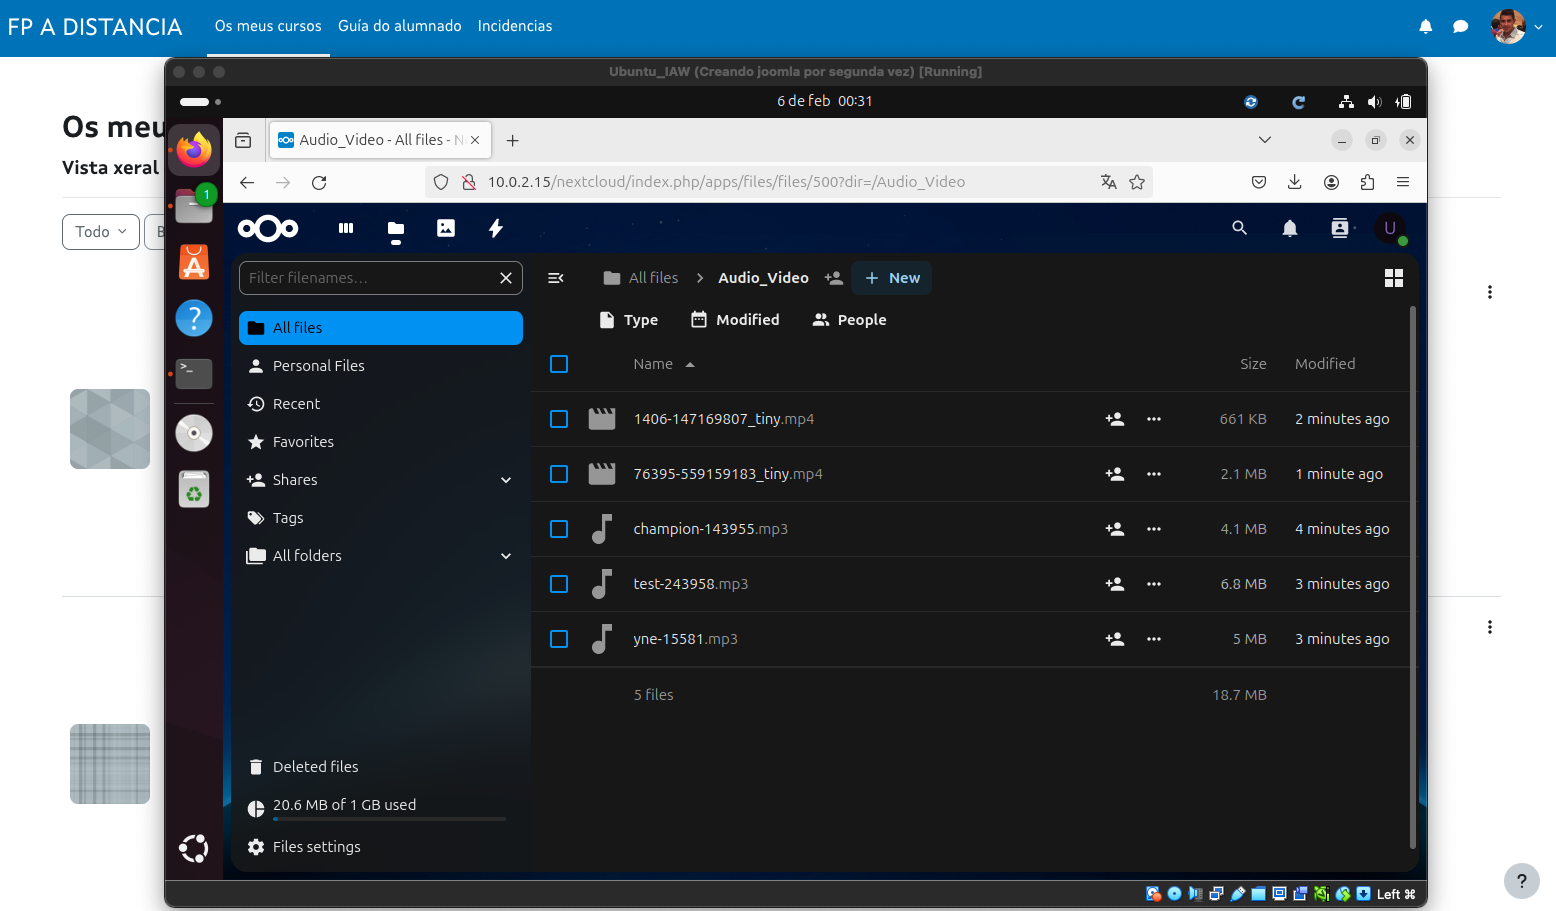 FP A DISTANCIA
Os meus cursos
Guía do alumnado
Incidencias
Ubuntu_IAW (Creando joomla por segunda vez) [Running]
6 de feb 00:31
Os meu
Vista xeral
Todo
1
Audio_Video - All files - N
10.0.2.15/nextcloud/index.php/apps/files/files/500?dir=/Audio_Video
U
Filter filenames…
All files
Audio_Video
New
Type
Modified
People
All files
Personal Files
Recent
Favorites
Shares
Tags
All folders
Name
Size
Modified
1406-147169807_tiny.mp4
661 KB
2 minutes ago
76395-559159183_tiny.mp4
2.1 MB
1 minute ago
champion-143955.mp3
4.1 MB
4 minutes ago
test-243958.mp3
6.8 MB
3 minutes ago
yne-15581.mp3
5 MB
3 minutes ago
5 files
18.7 MB
Deleted files
20.6 MB of 1 GB used
Files settings
Left ⌘
?